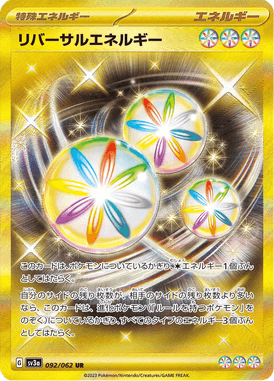 特殊エネルギー エネルギー
リバーサルエネルギー
このカードは、ポケモンについているかぎり、エネルギー1個ぶんとしてはたらく。
自分のサイドの残り枚数が、相手のサイドの残り枚数より多いなら、このカードは、進化ポケモン（「ルールを持つポケモン」をのぞく）についているかぎり、すべてのタイプのエネルギー3個ぶんとしてはたらく。
G sv3a 092/062 UR
©2023 Pokémon/Nintendo/Creatures/GAME FREAK.